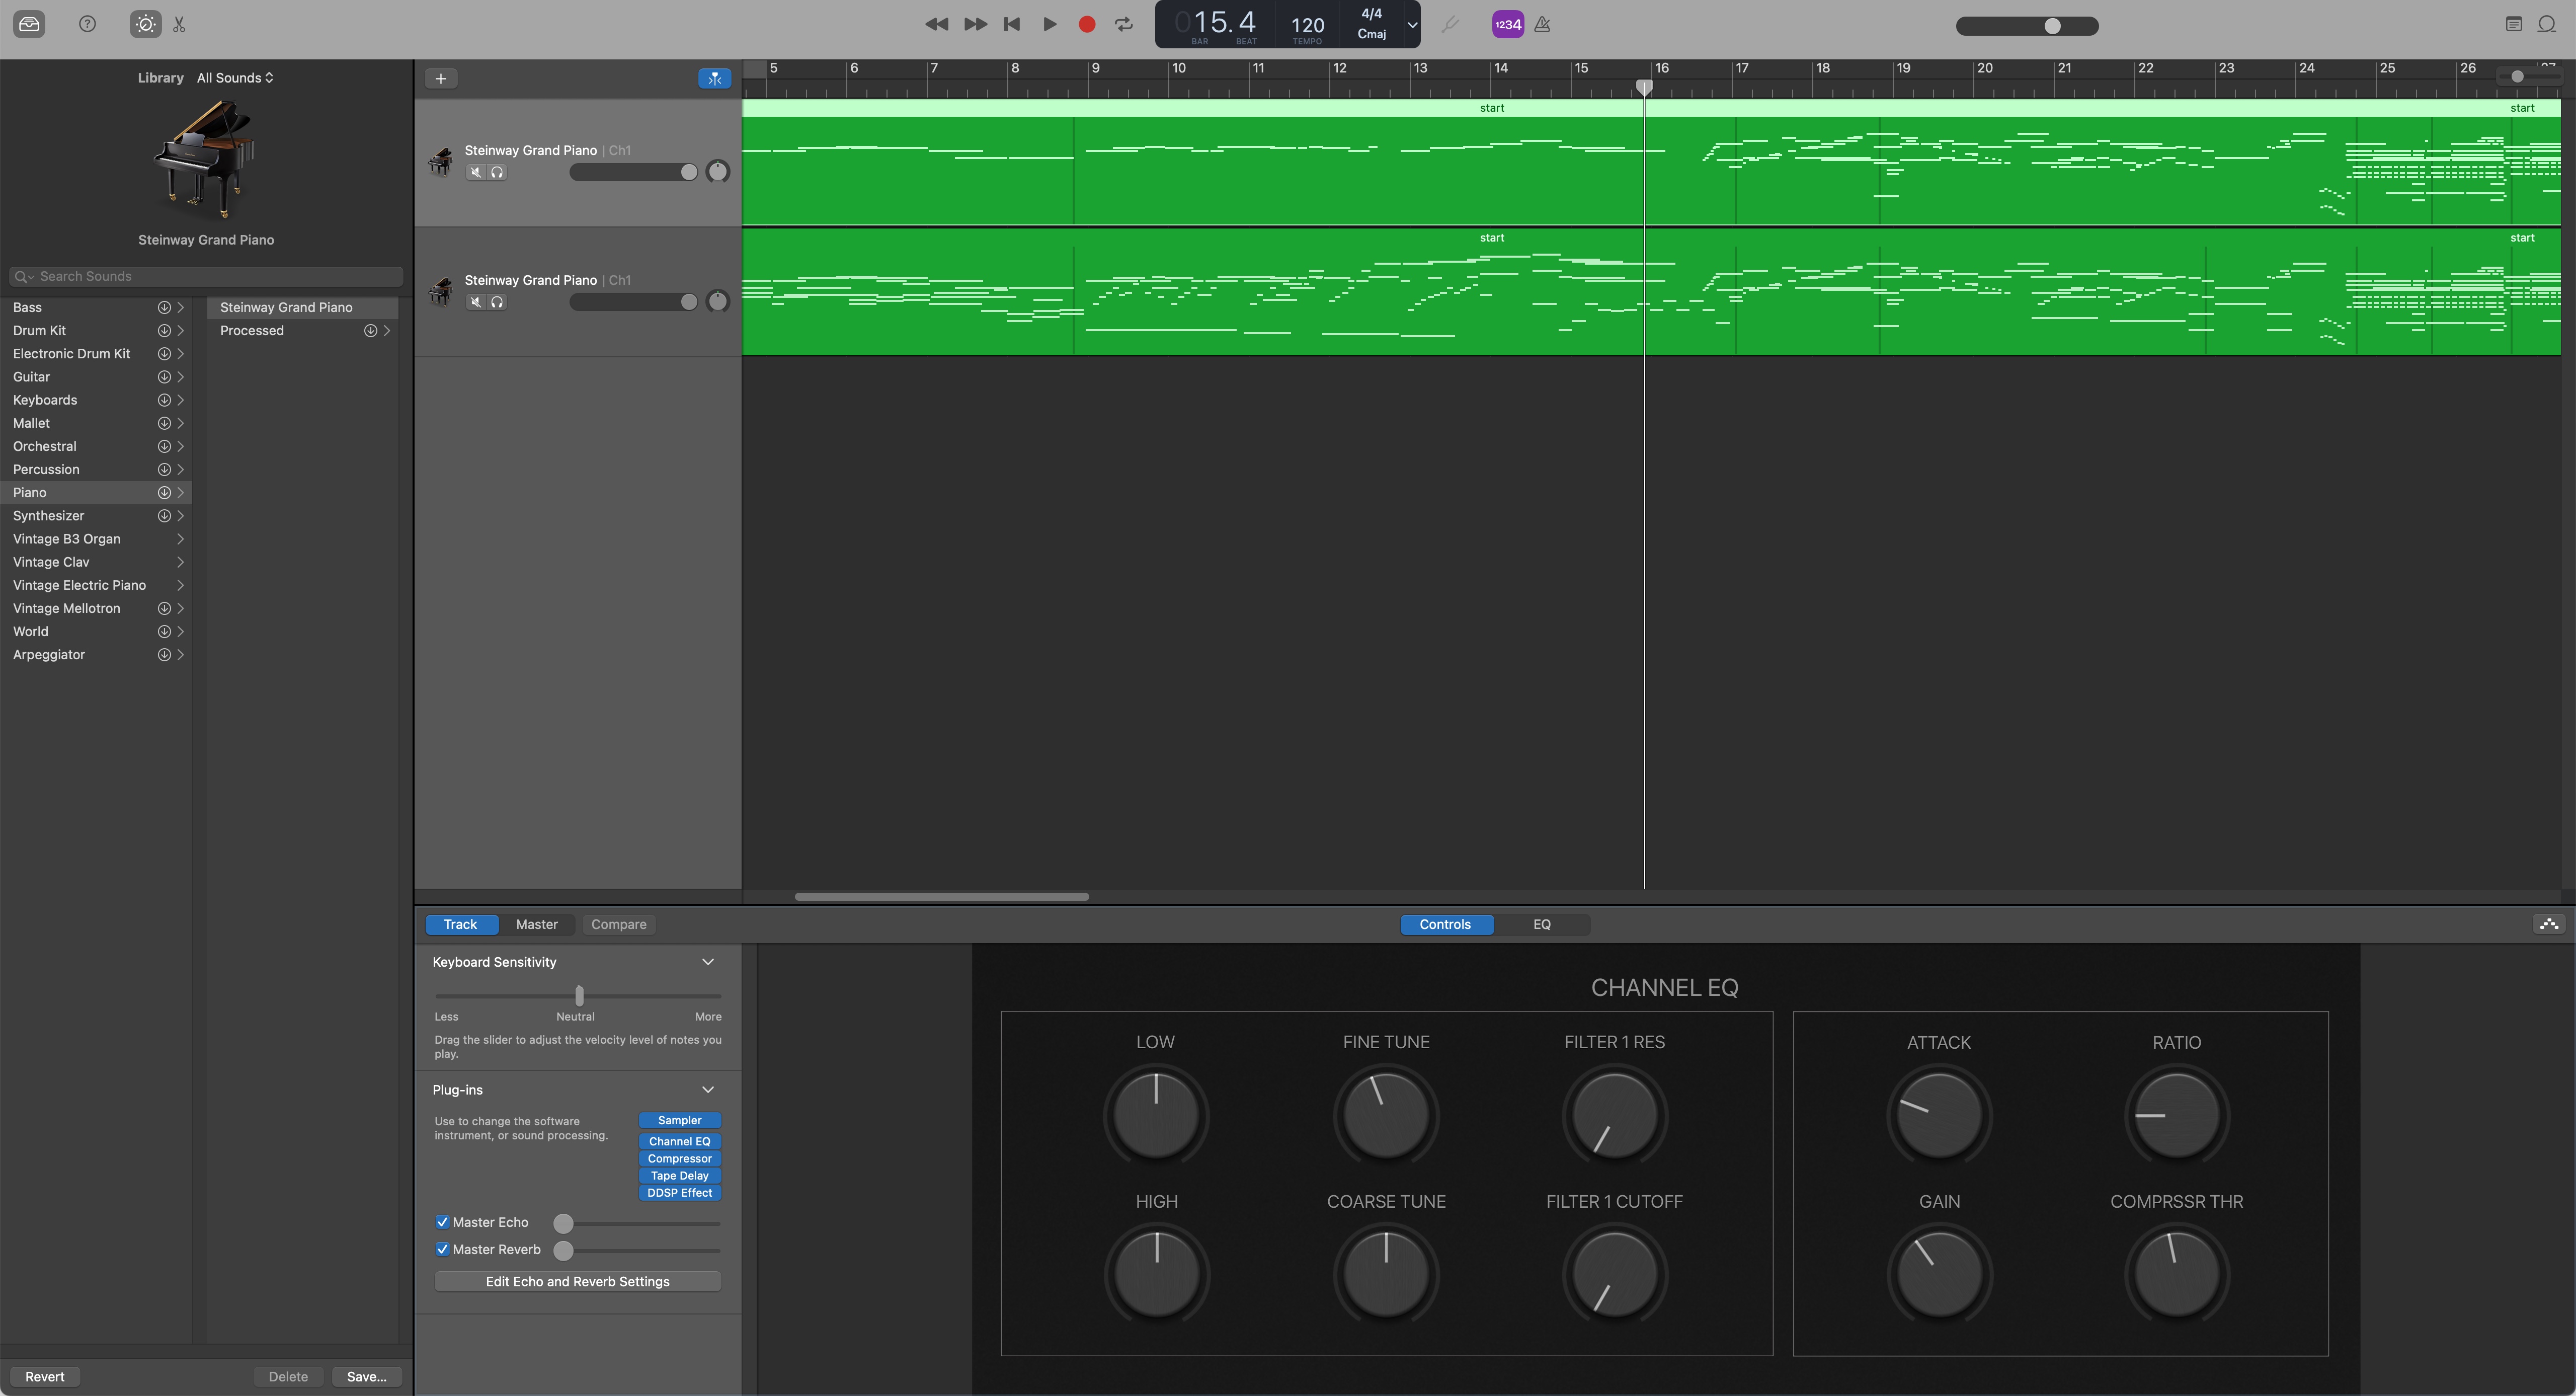 015.4
BAR BEAT
120
TEMPO
4/4
Cmaj
1234
Library All Sounds
Steinway Grand Piano
Search Sounds
Bass
Drum Kit
Electronic Drum Kit
Guitar
Keyboards
Mallet
Orchestral
Percussion
Piano
Synthesizer
Vintage B3 Organ
Vintage Clav
Vintage Electric Piano
Vintage Mellotron
World
Arpeggiator
Steinway Grand Piano
Processed
Revert
Delete
Save...
5 6 7 8 9 10 11 12 13 14 15 16 17 18 19 20 21 22 23 24 25 26
start start
Steinway Grand Piano | Ch1
start start
Steinway Grand Piano | Ch1
Track Master Compare
Controls EQ
Keyboard Sensitivity
Less Neutral More
Drag the slider to adjust the velocity level of notes you
play.
Plug-ins
Use to change the software
instrument, or sound processing.
Sampler
Channel EQ
Compressor
Tape Delay
DDSP Effect
Master Echo
Master Reverb
Edit Echo and Reverb Settings
CHANNEL EQ
LOW FINE TUNE FILTER 1 RES ATTACK RATIO
HIGH COARSE TUNE FILTER 1 CUTOFF GAIN COMPRSSR THR